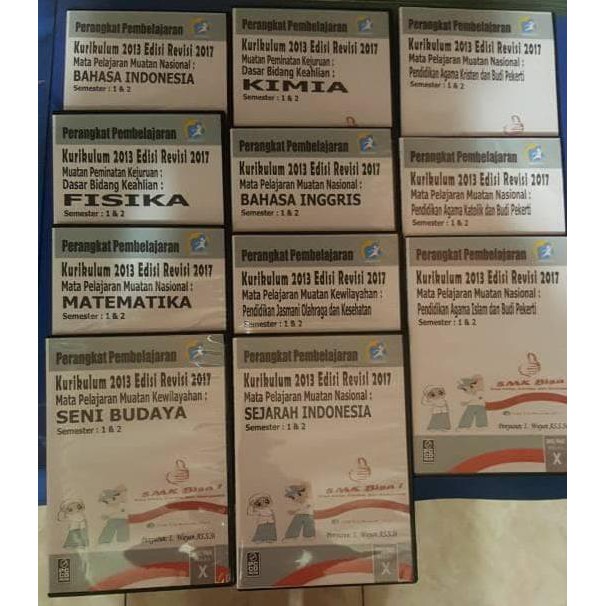 Perangkat Pembelajaran
Kurikulum 2013 Edisi Revisi 2017
Mata Pelajaran Muatan Nasional :
BAHASA INDONESIA
Semester : 1 & 2
Kurikulum 2013 Edisi Revisi 2017
Muatan Peminatan Kejuruan :
Dasar Bidang Keahlian :
KIMIA
Semester : 1 & 2
Kurikulum 2013 Edisi Revisi 2017
Mata Pelajaran Muatan Nasional :
Pendidikan Agama Kristen dan Budi Pekerti
Semester : 1 & 2
Perangkat Pembelajaran
Kurikulum 2013 Edisi Revisi 2017
Muatan Peminatan Kejuruan :
Dasar Bidang Keahlian :
FISIKA
Semester : 1 & 2
Perangkat Pembelajaran
Kurikulum 2013 Edisi Revisi 2017
Mata Pelajaran Muatan Nasional :
BAHASA INGGRIS
Semester : 1 & 2
Perangkat Pembelajaran
Kurikulum 2013 Edisi Revisi 2017
Mata Pelajaran Muatan Nasional :
Pendidikan Agama Katolik dan Budi Pekerti
Semester : 1 & 2
Perangkat Pembelajaran
Kurikulum 2013 Edisi Revisi 2017
Mata Pelajaran Muatan Nasional :
MATEMATIKA
Semester : 1 & 2
Perangkat Pembelajaran
Kurikulum 2013 Edisi Revisi 2017
Mata Pelajaran Muatan Kewilayahan :
Pendidikan Jasmani Olahraga dan Kesehatan
Semester : 1 & 2
Perangkat Pembelajaran
Kurikulum 2013 Edisi Revisi 2017
Mata Pelajaran Muatan Nasional :
Pendidikan Agama Islam dan Budi Pekerti
Semester : 1 & 2
SMK Bisa !
X
Perangkat Pembelajaran
Kurikulum 2013 Edisi Revisi 2017
Mata Pelajaran Muatan Kewilayahan :
SENI BUDAYA
Semester : 1 & 2
SMK Bisa !
X
Perangkat Pembelajaran
Kurikulum 2013 Edisi Revisi 2017
Mata Pelajaran Muatan Nasional :
SEJARAH INDONESIA
Semester : 1 & 2
SMK Bisa !
X